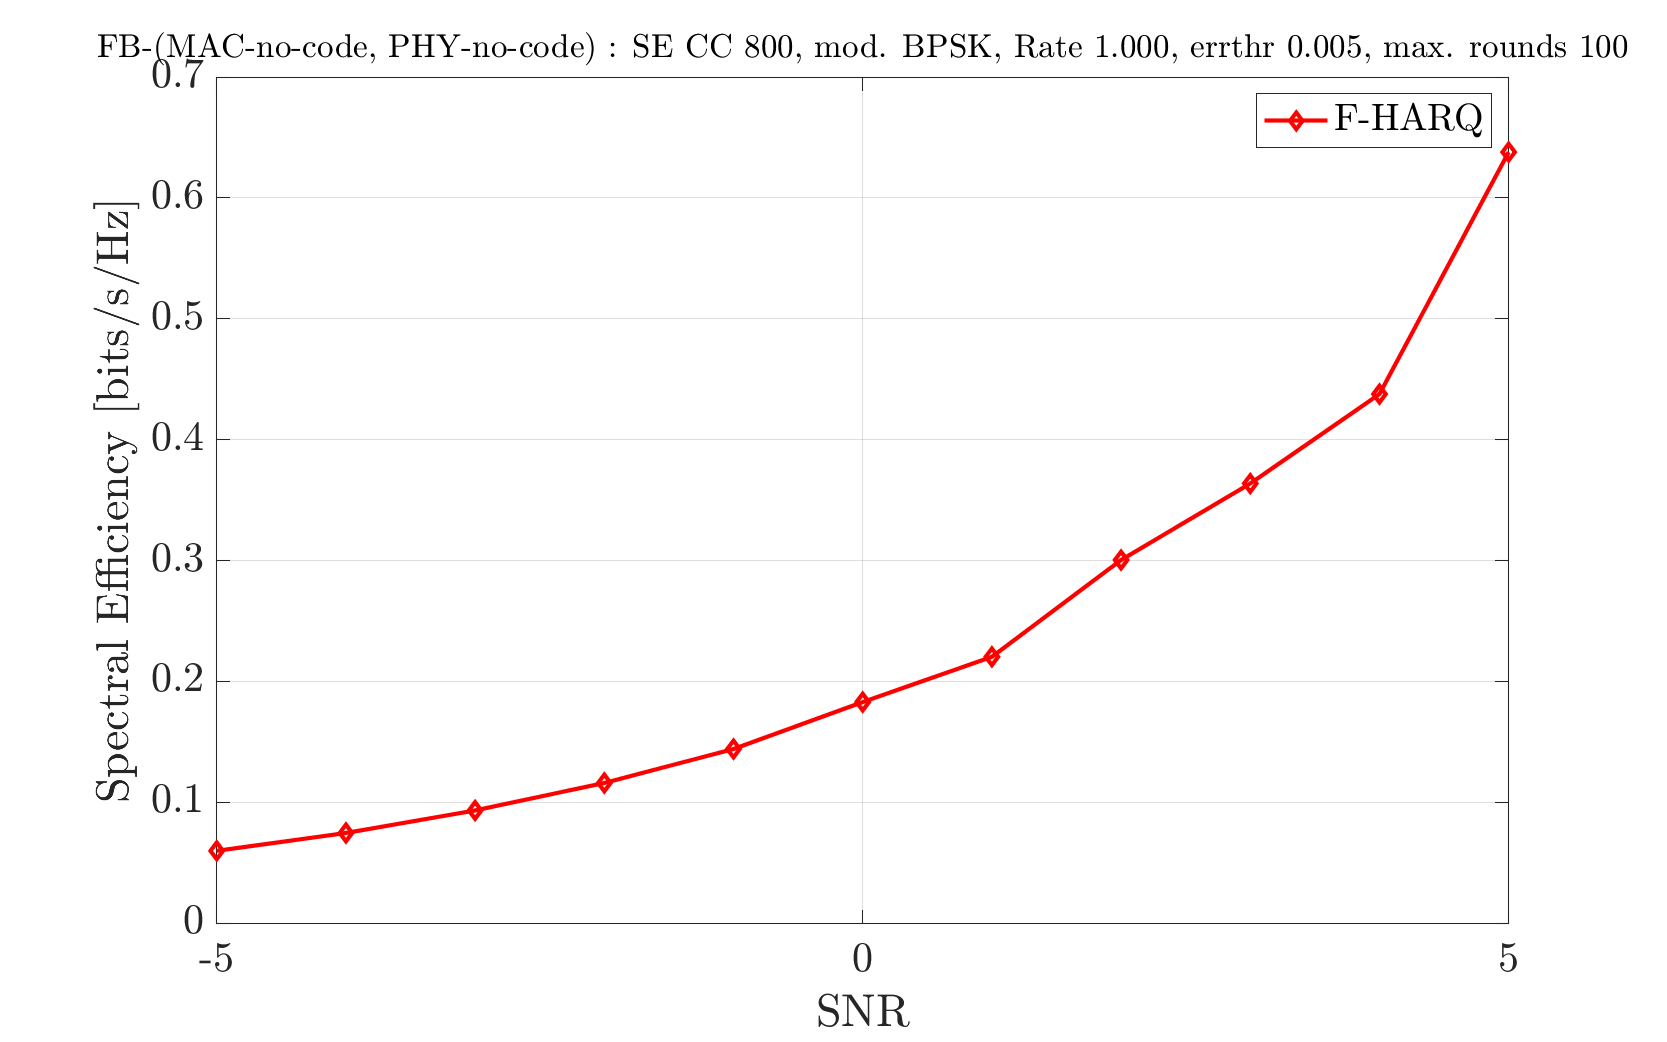 FB-(MAC-no-code, PHY-no-code) : SE CC 800, mod. BPSK, Rate 1.000, errthr 0.005, max. rounds 100
F-HARQ
Spectral Efficiency [bits/s/Hz]
0.7
0.6
0.5
0.4
0.3
0.2
0.1
0
-5
0
5
SNR